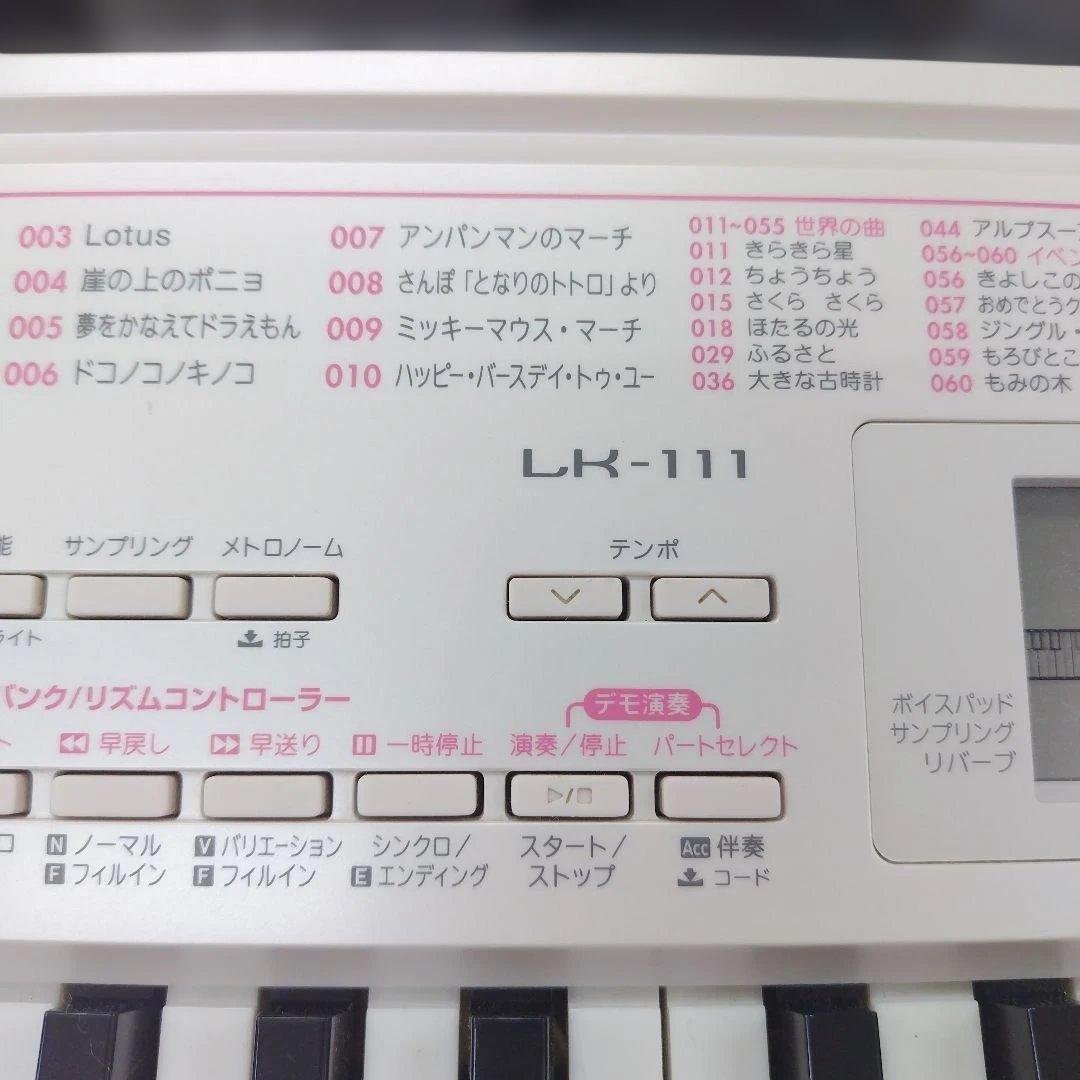 003 Lotus
004 崖の上のポニョ
005 夢をかなえてドラえもん
006 ドコノコノキノコ
007 アンパンマンのマーチ
008 さんぽ「となりのトトロ」より
009 ミッキーマウス・マーチ
010 ハッピー・バースデイ・トゥ・ユー
011~055 世界の曲
011 きらきら星
012 ちょうちょう
015 さくら さくら
018 ほたるの光
029 ふるさと
036 大きな古時計
044 アルプス一
056~060 イベン
056 きよしこの
057 おめでとうク
058 ジングル・
059 もろびとこ
060 もみの木
LK-111
能 サンプリング メトロノーム
テンポ
ライト
拍子
バンク/リズムコントローラー
デモ演奏
ト 早戻し 早送り 一時停止 演奏/停止 パートセレクト
ロ
N ノーマル
F フィルイン
V バリエーション
F フィルイン
シンクロ/
E エンディング
スタート/
ストップ
Acc 伴奏
コード
ボイスパッド
サンプリング
リバーブ